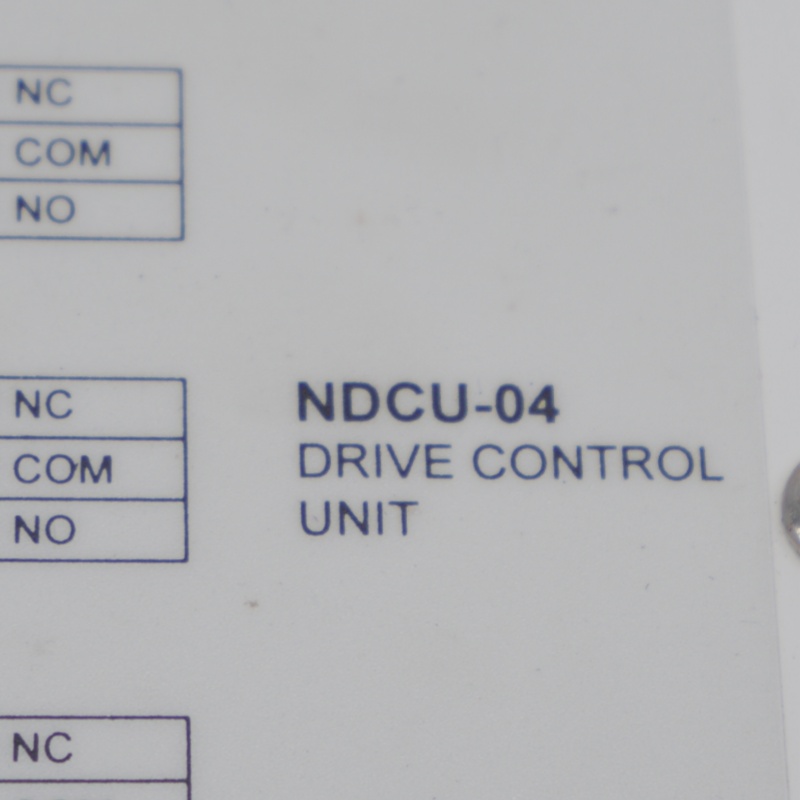 NC
COM
NO
NC
COM
NO
NDCU-04
DRIVE CONTROL
UNIT
NC